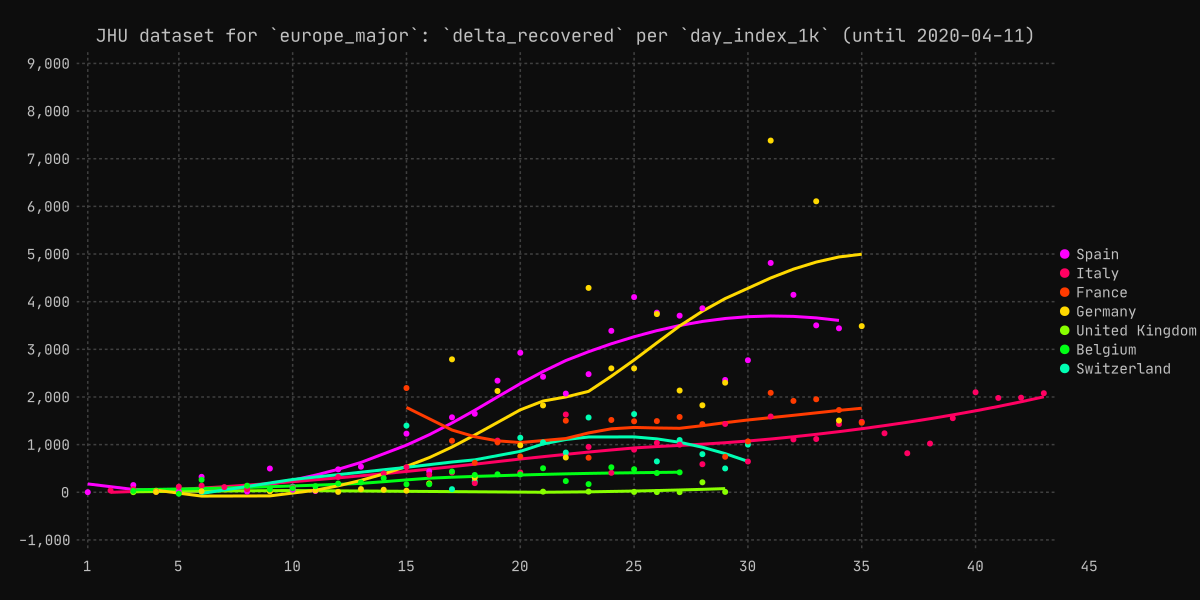 JHU dataset for `europe_major`: `delta_recovered` per `day_index_1k` (until 2020-04-11)
9,000
8,000
7,000
6,000
5,000
4,000
3,000
2,000
1,000
0
-1,000
1 5 10 15 20 25 30 35 40 45
Spain
Italy
France
Germany
United Kingdom
Belgium
Switzerland